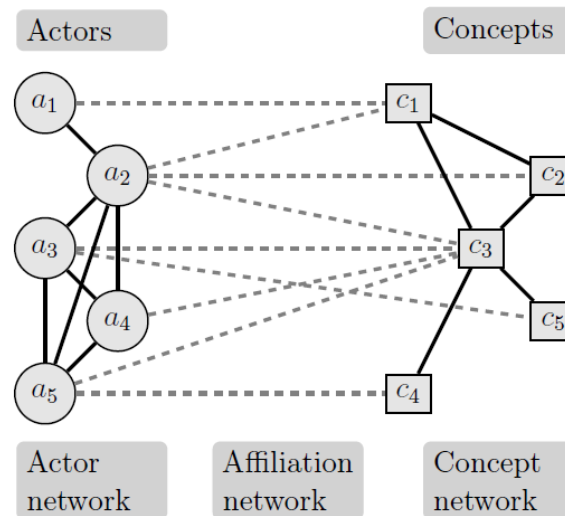 Actors Concepts
a₁ c₁
a₂ c₂
a₃ c₃
a₄ c₅
a₅ c₄
Actor Affiliation Concept
network network network